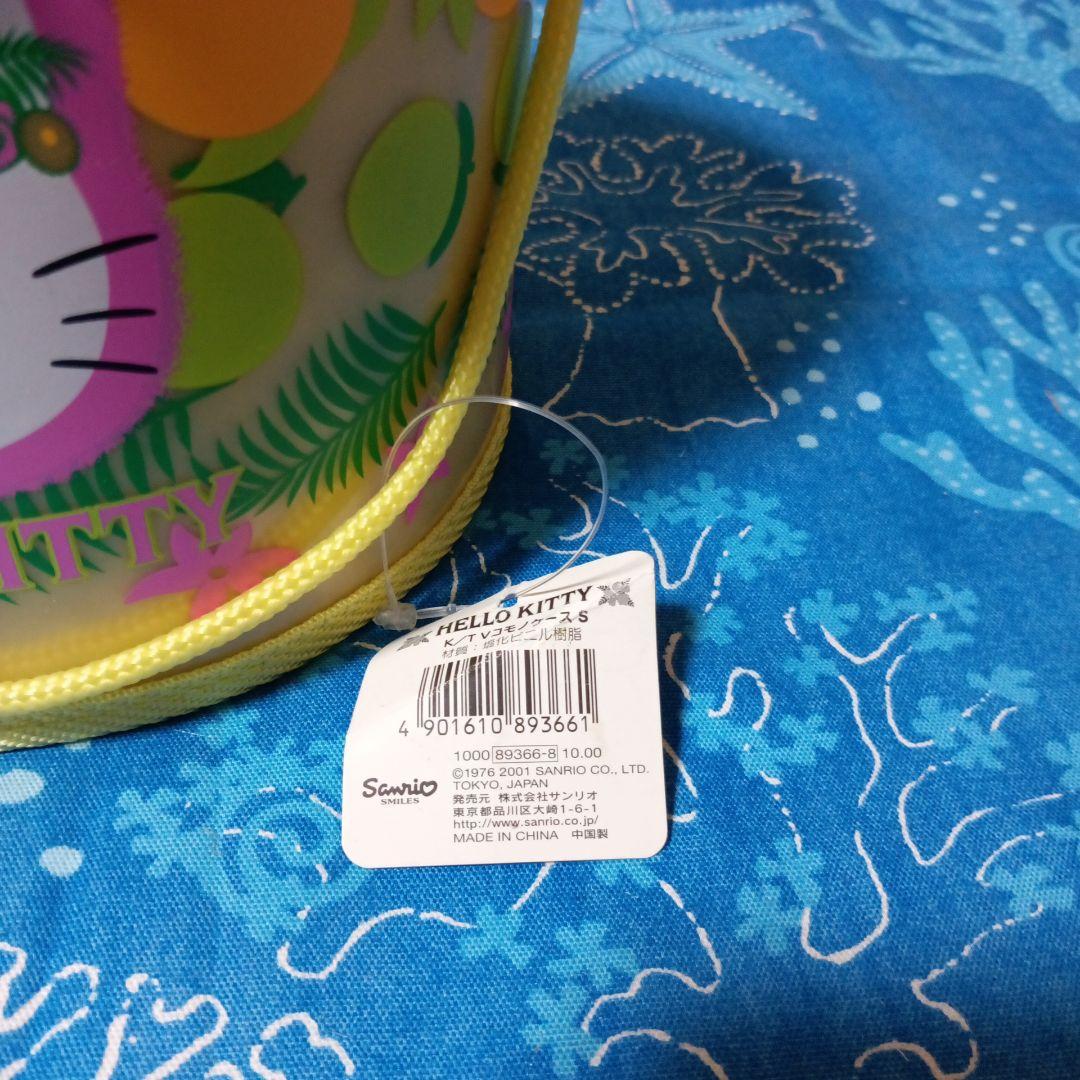 ITTY
HELLO KITTY
K/T VコモノケースS
材質:塩化ビニル樹脂
4 901610 893661
1000 89366-8 10.00
©1976 2001 SANRIO CO., LTD.
TOKYO, JAPAN
Sanrio
SMILES
発売元 株式会社サンリオ
東京都品川区大崎1-6-1
http://www.sanrio.co.jp/
MADE IN CHINA 中国製